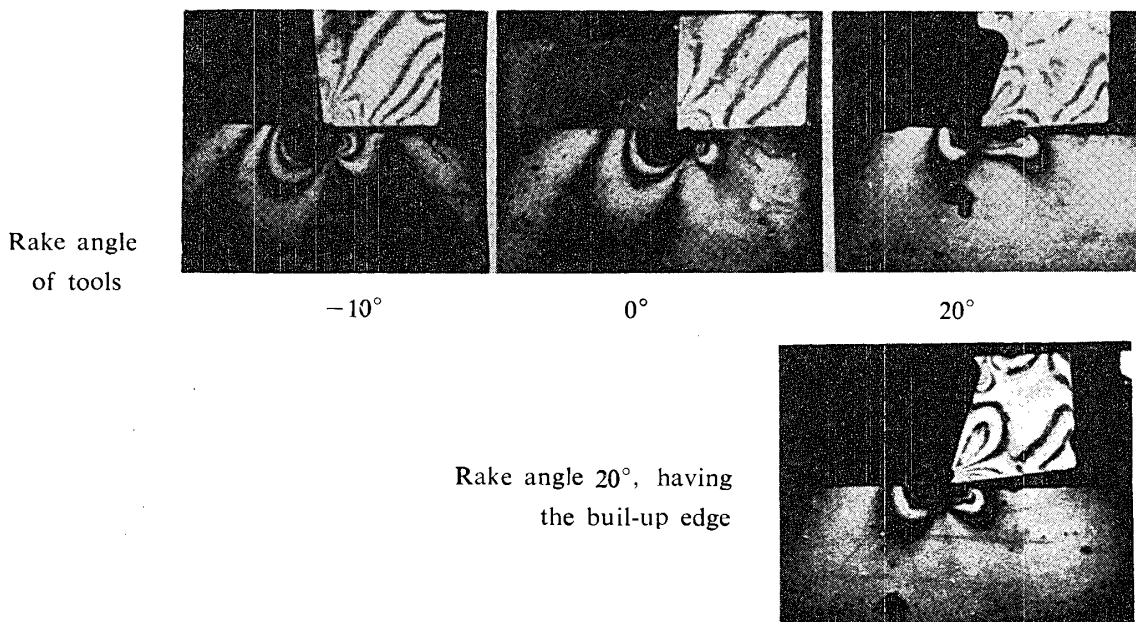 Rake angle
of tools
−10°
0°
20°
Rake angle 20°, having
the buil-up edge